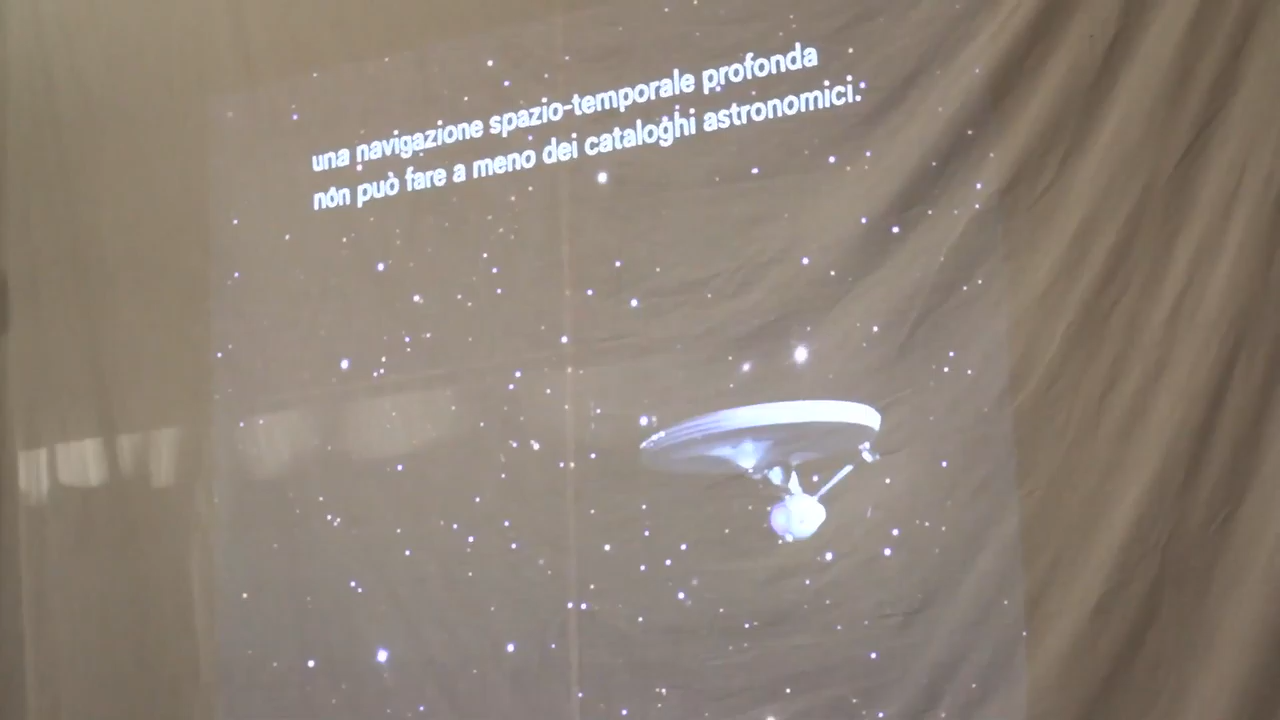 una navigazione spazio-temporale profonda
non può fare a meno dei cataloghi astronomici.